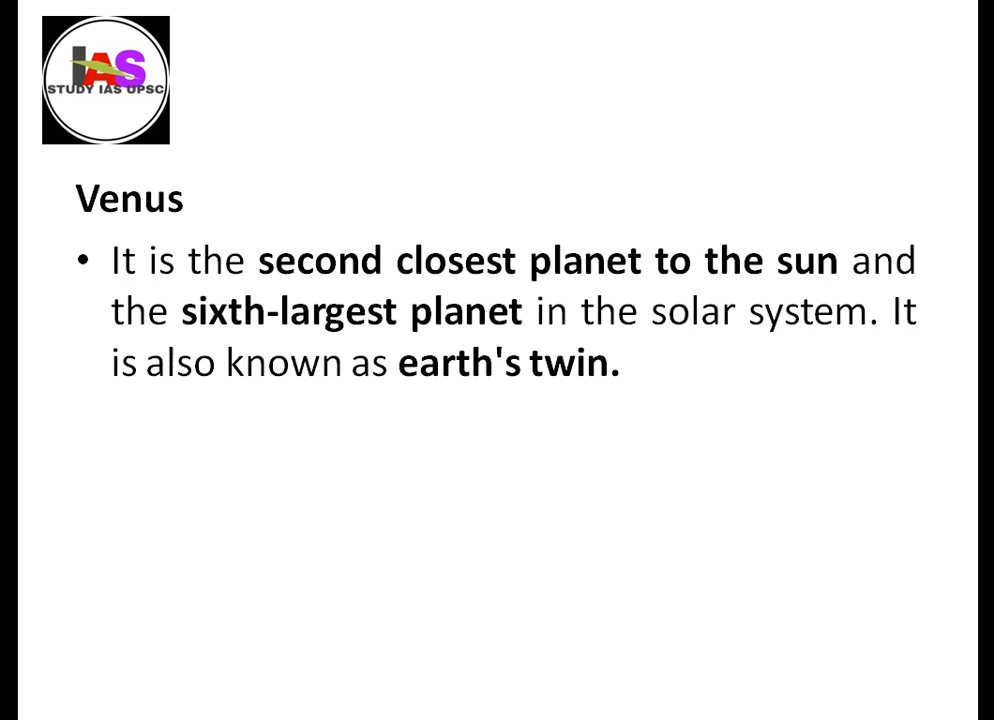 IAS
STUDY IAS UPSC
Venus
• It is the second closest planet to the sun and
the sixth-largest planet in the solar system. It
is also known as earth's twin.